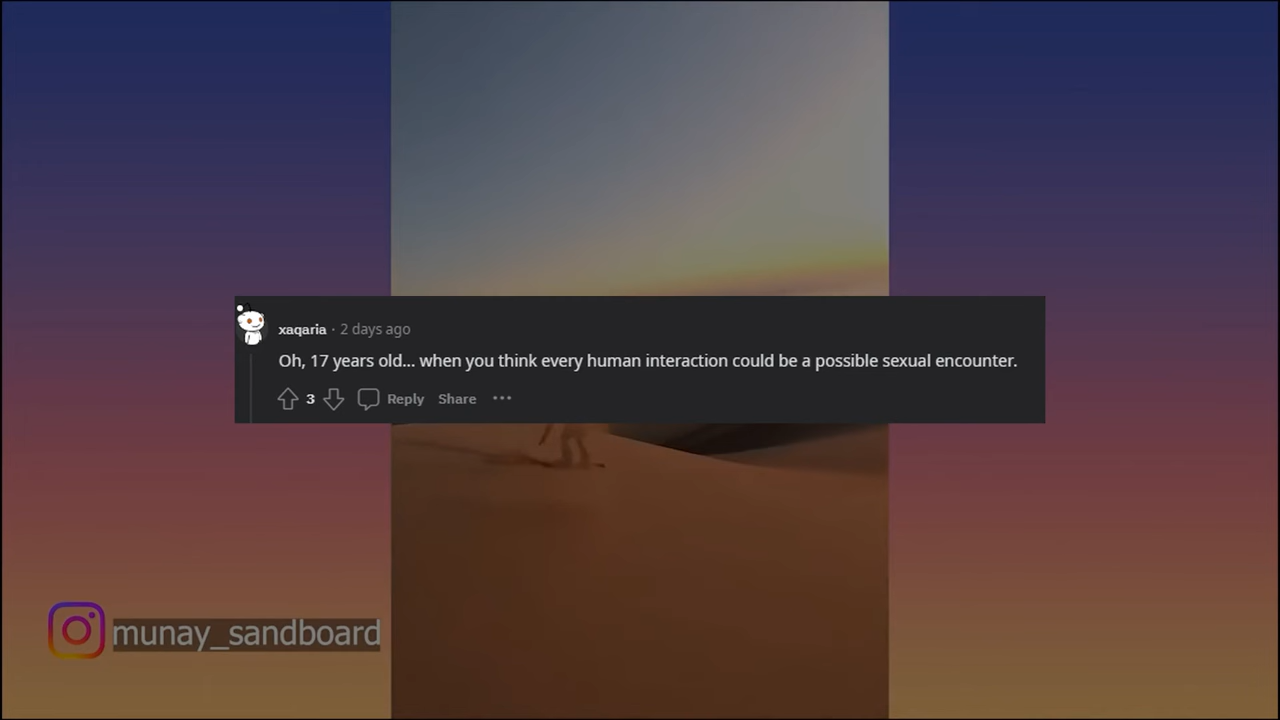 xaqaria · 2 days ago
Oh, 17 years old... when you think every human interaction could be a possible sexual encounter.
3 Reply Share ···
munay_sandboard